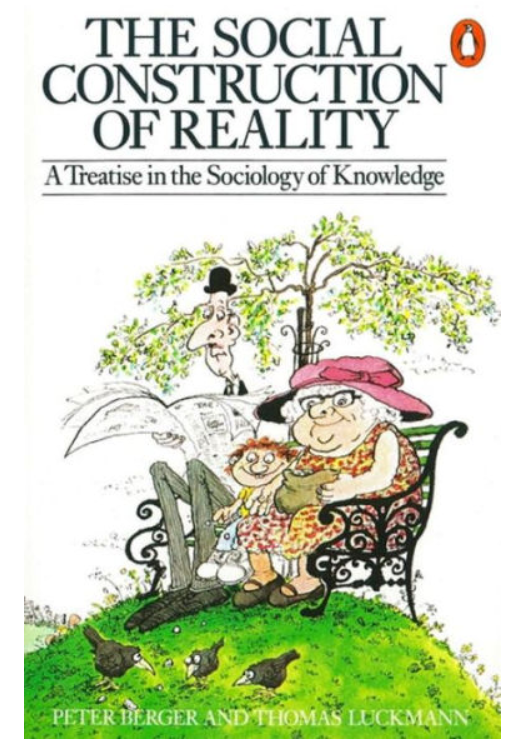 THE SOCIAL
CONSTRUCTION
OF REALITY
A Treatise in the Sociology of Knowledge
PETER BERGER AND THOMAS LUCKMANN